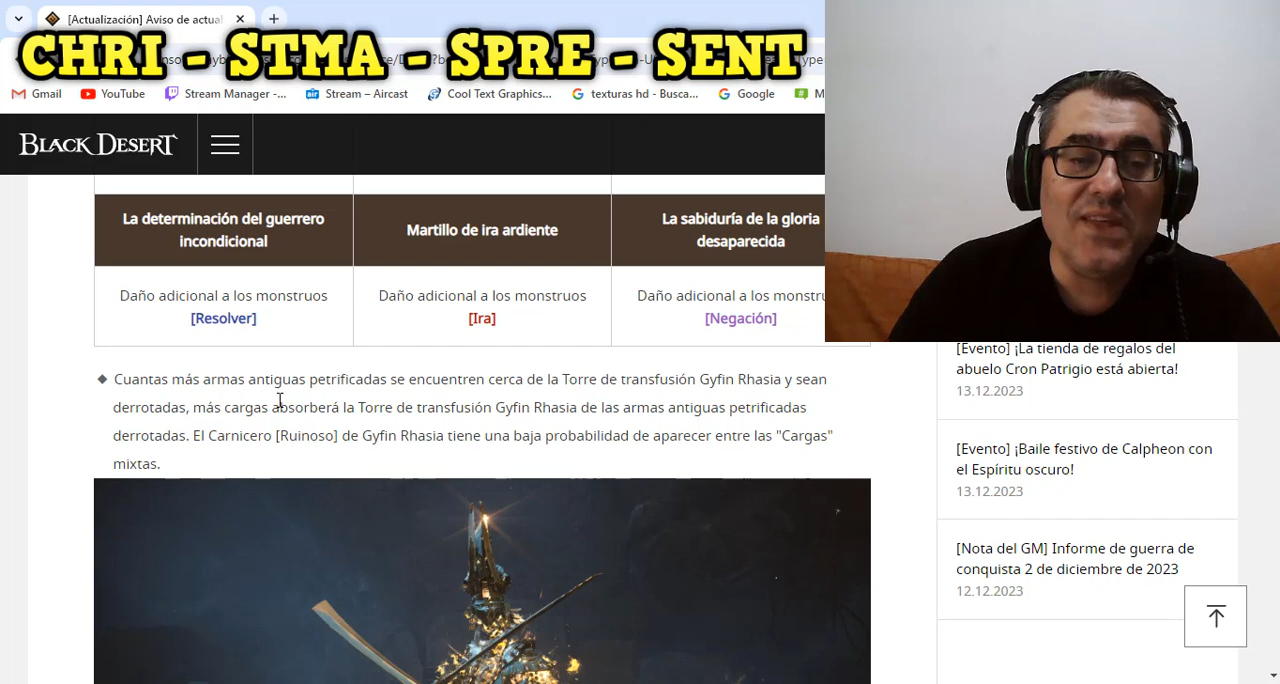 [Actualización] Aviso de actua
CHRI - STMA - SPRE - SENT
Gmail YouTube Stream Manager -... Stream – Aircast Cool Text Graphics... texturas hd - Busca... Google M
BLACK DESERT
La determinación del guerrero
incondicional
Martillo de ira ardiente
La sabiduría de la gloria
desaparecida
Daño adicional a los monstruos
[Resolver]
Daño adicional a los monstruos
[Ira]
Daño adicional a los monstru
[Negación]
Cuantas más armas antiguas petrificadas se encuentren cerca de la Torre de transfusión Gyfin Rhasia y sean
derrotadas, más cargas absorberá la Torre de transfusión Gyfin Rhasia de las armas antiguas petrificadas
derrotadas. El Carnicero [Ruinoso] de Gyfin Rhasia tiene una baja probabilidad de aparecer entre las "Cargas"
mixtas.
[Evento] ¡La tienda de regalos del
abuelo Cron Patrigio está abierta!
13.12.2023
[Evento] ¡Baile festivo de Calpheon con
el Espíritu oscuro!
13.12.2023
[Nota del GM] Informe de guerra de
conquista 2 de diciembre de 2023
12.12.2023